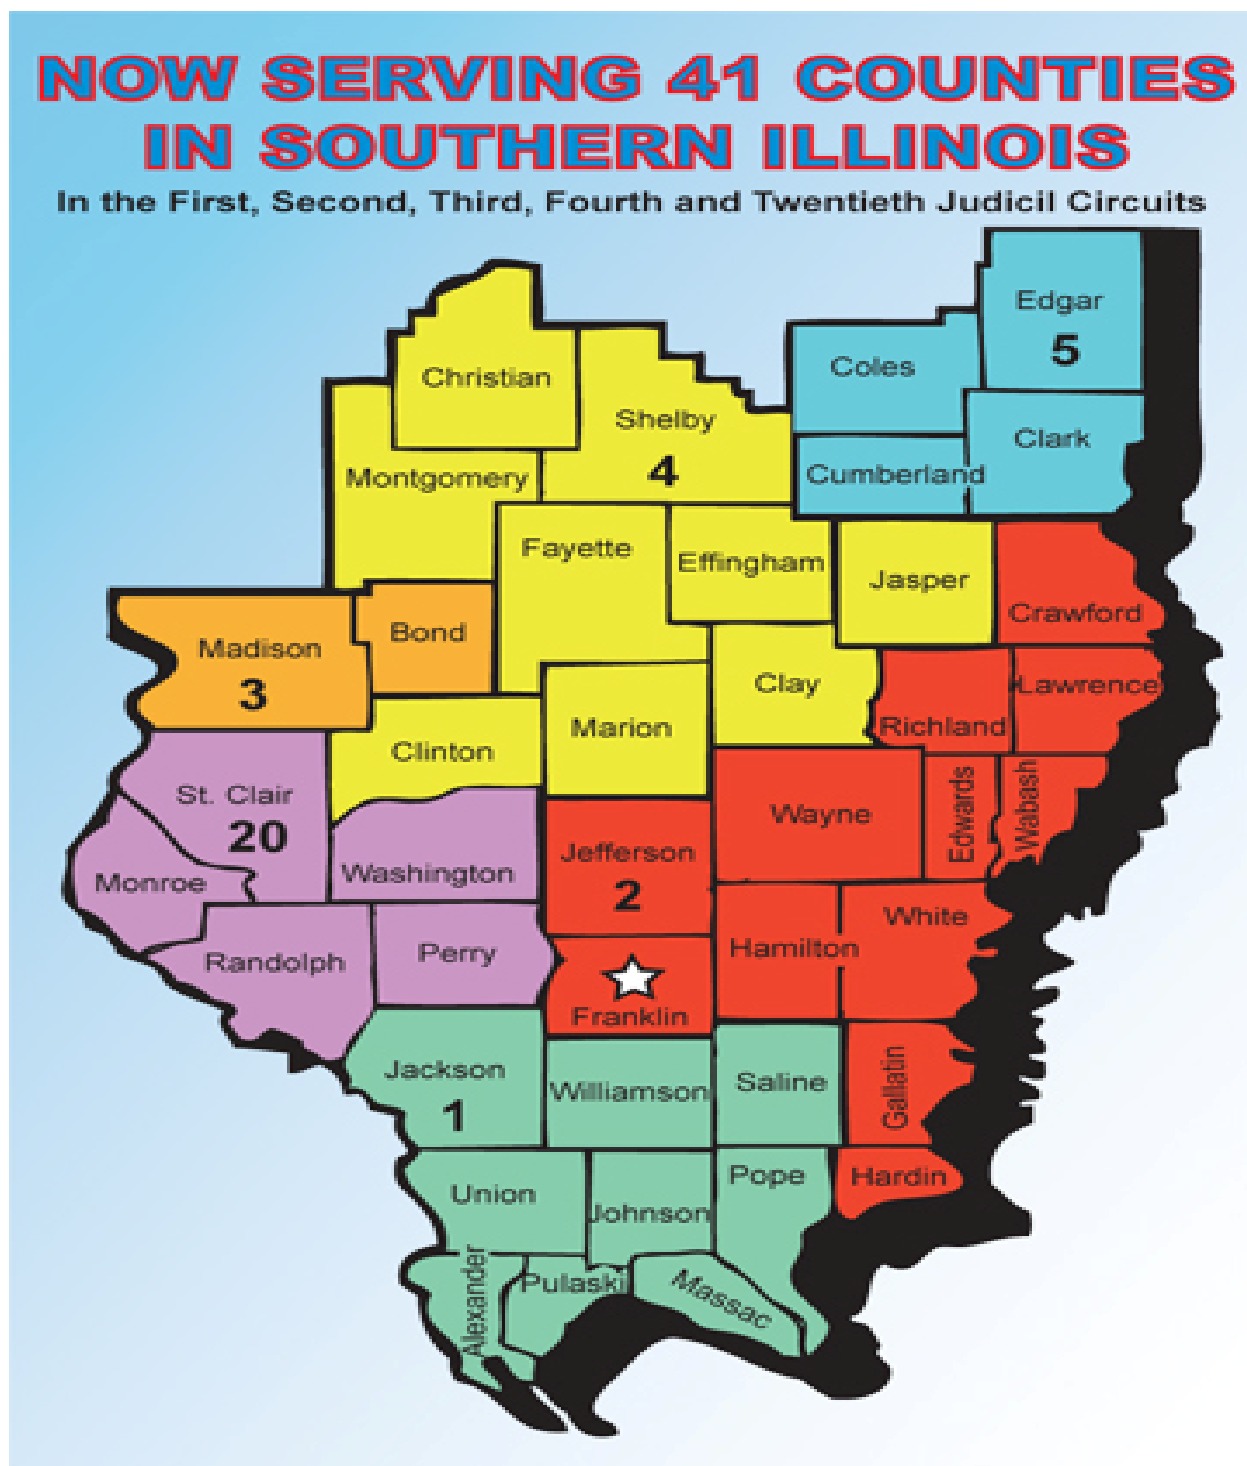 NOW SERVING 41 COUNTIES
IN SOUTHERN ILLINOIS
In the First, Second, Third, Fourth and Twentieth Judicil Circuits
Edgar
5
Coles
Christian
Shelby
4
Clark
Cumberland
Montgomery
Fayette
Effingham
Jasper
Crawford
Bond
Madison
3
Clay
Lawrence
Richland
Marion
Clinton
St. Clair
20
Wayne
Edwards
Wabash
Jefferson
2
Washington
Monroe
White
Hamilton
Perry
Randolph
Franklin
Jackson
1
Williamson
Saline
Gallatin
Pope
Hardin
Union
Johnson
Alexander
Pulaski
Massac